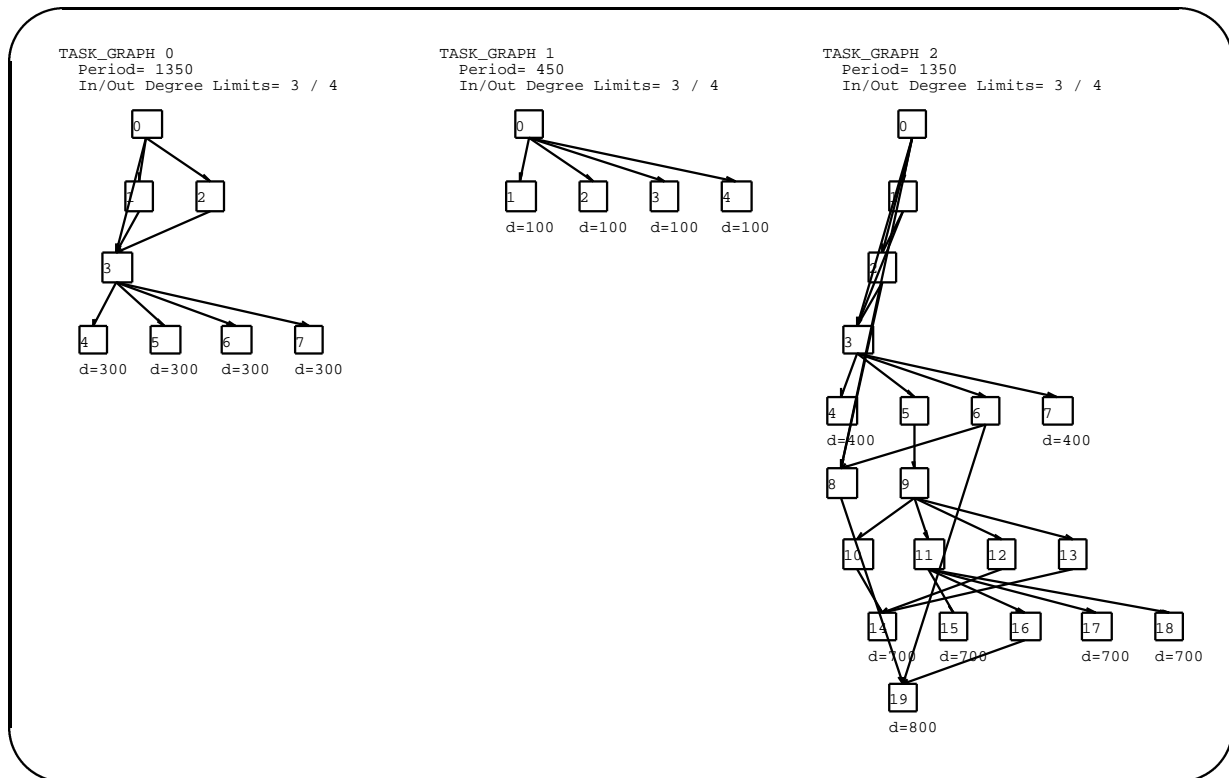 TASK_GRAPH 0
Period= 1350
In/Out Degree Limits= 3 / 4
0
1 2
3
4 5 6 7
d=300 d=300 d=300 d=300
TASK_GRAPH 1
Period= 450
In/Out Degree Limits= 3 / 4
0
1 2 3 4
d=100 d=100 d=100 d=100
TASK_GRAPH 2
Period= 1350
In/Out Degree Limits= 3 / 4
0
1
2
3
4 5 6 7
d=400 d=400
8 9
10 11 12 13
14 15 16 17 18
d=700 d=700 d=700 d=700
19
d=800